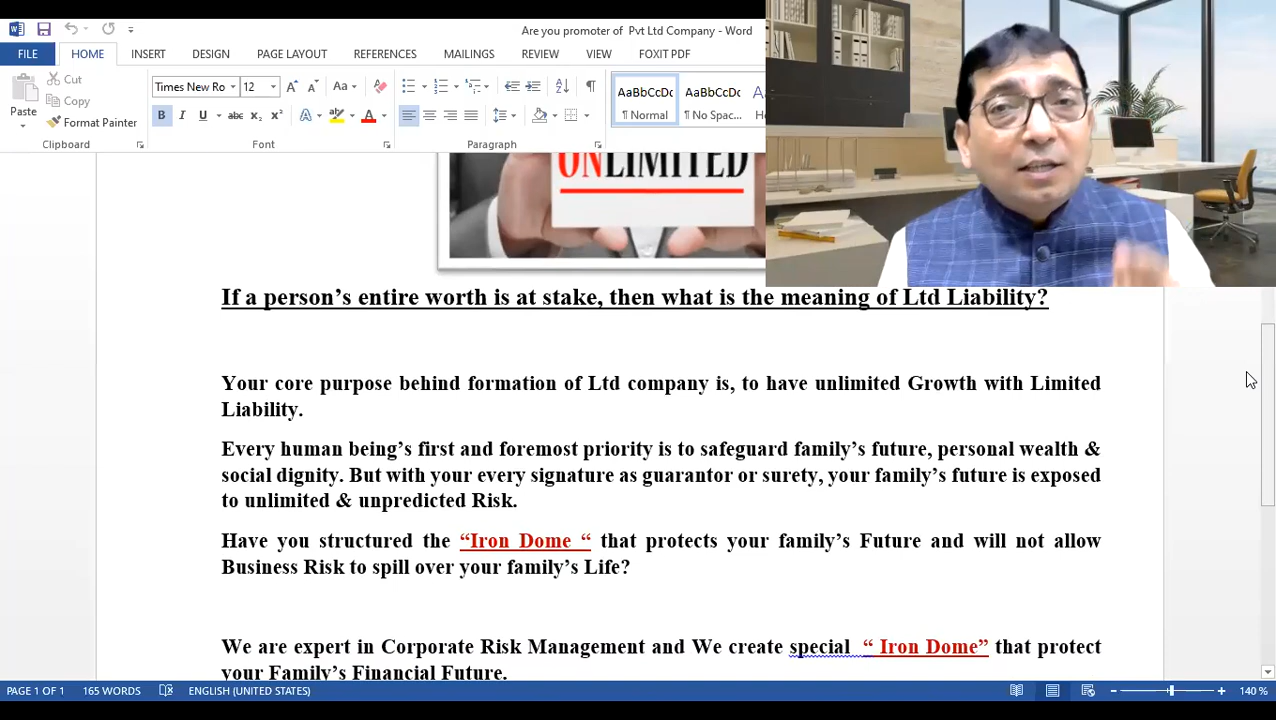 Are you promoter of Pvt Ltd Company - Word
FILE HOME INSERT DESIGN PAGE LAYOUT REFERENCES MAILINGS REVIEW VIEW FOXIT PDF
Paste
Cut
Copy
Format Painter
Clipboard
Times New Ro 12
B I U abc x₂ x²
Font
Paragraph
AaBbCcDc
¶ Normal
AaBbCcDc
¶ No Spac...
UNLIMITED
If a person’s entire worth is at stake, then what is the meaning of Ltd Liability?
Your core purpose behind formation of Ltd company is, to have unlimited Growth with Limited
Liability.
Every human being’s first and foremost priority is to safeguard family’s future, personal wealth &
social dignity. But with your every signature as guarantor or surety, your family’s future is exposed
to unlimited & unpredicted Risk.
Have you structured the “Iron Dome “ that protects your family’s Future and will not allow
Business Risk to spill over your family’s Life?
We are expert in Corporate Risk Management and We create special “ Iron Dome” that protect
your Family’s Financial Future.
PAGE 1 OF 1 165 WORDS ENGLISH (UNITED STATES) 140 %